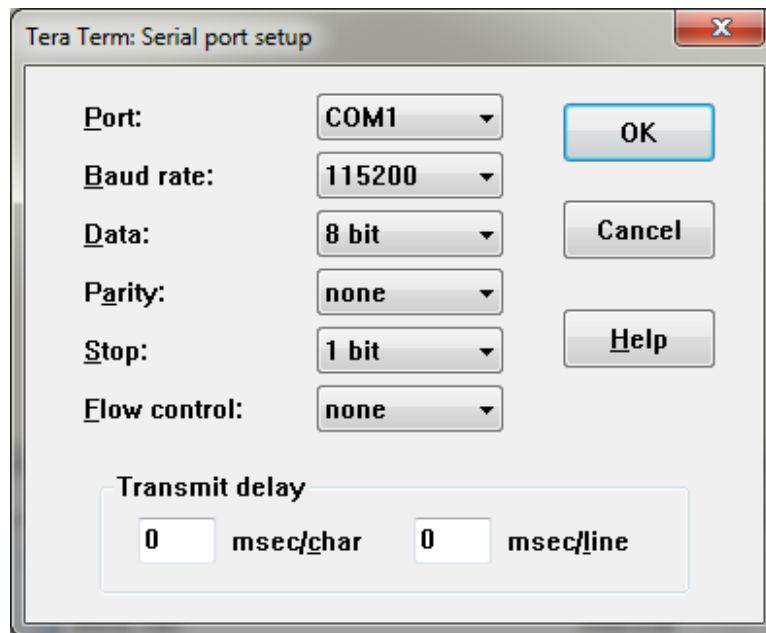 Tera Term: Serial port setup
Port: COM1
OK
Baud rate: 115200
Data: 8 bit
Cancel
Parity: none
Stop: 1 bit
Help
Flow control: none
Transmit delay
0 msec/char 0 msec/line